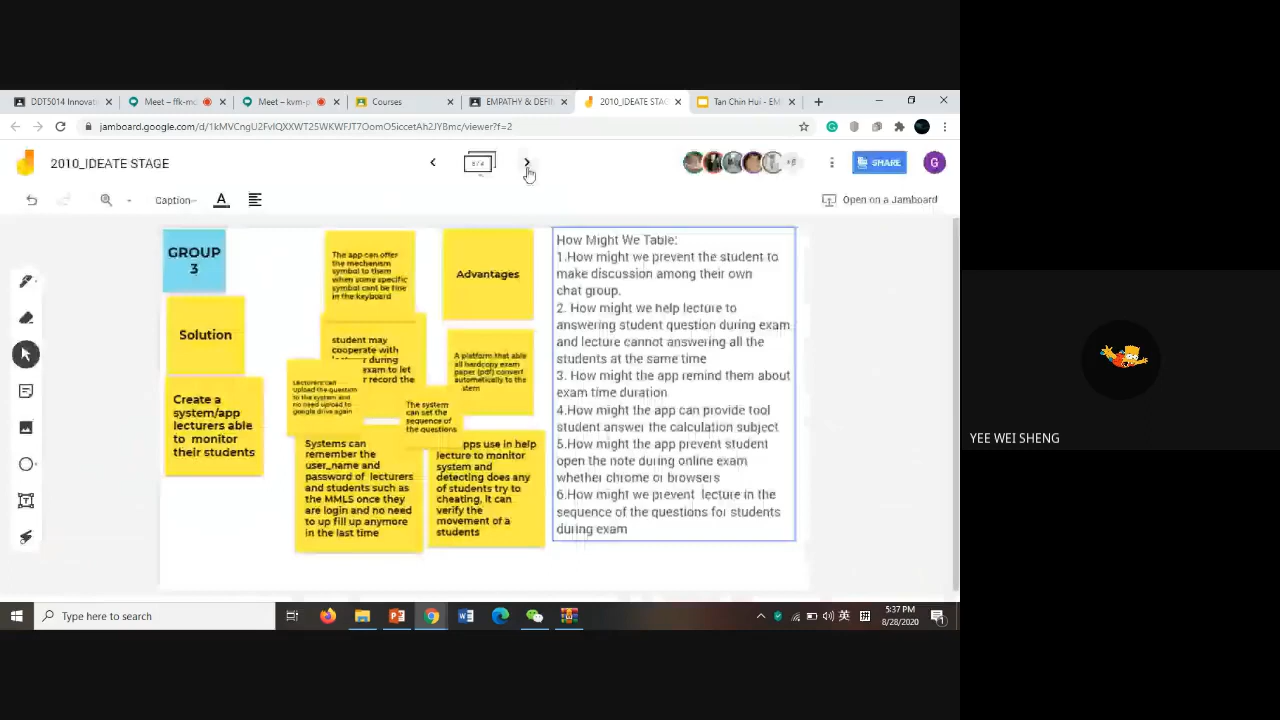 DDT5014 Innovat
Meet – ffk-m
Meet – kvm-p
Courses
EMPATHY & DEFI
2010_IDEATE STAG
Tan Chin Hui - EM
jamboard.google.com
2010_IDEATE STAGE
SHARE
Caption
Open on a Jamboard
GROUP
3
Solution
Create a
system/app
lecturers able
to monitor
their students
The app can offer
the mechanism
symbol to them
when some specific
symbol cant be
in the keyboard
student may
cooperate with
during
exam to let
record the
Lecturers can
upload the question
to the system and
no need upload to
google drive again
The system
can set the
sequence of
the questions
Systems can
remember the
user_name and
password of lecturers
and students such as
the MMLS once they
are login and no need
to up fill up anymore
in the last time
Advantages
A platform that able
all hardcopy exam
paper (pdf) convert
automatically to the
pps use in help
lecture to monitor
system and
detecting does any
of students try to
cheating, it can
verify the
movement of a
students
How Might We Table:
1.How might we prevent the student to
make discussion among their own
chat group.
2. How might we help lecture to
answering student question during exam
and lecture cannot answering all the
students at the same time
3. How might the app remind them about
exam time duration
4.How might the app can provide tool
student answer the calculation subject
5.How might the app prevent student
open the note during online exam
whether chrome or browsers
6.How might we prevent lecture in the
sequence of the questions for students
during exam
YEE WEI SHENG
Type here to search
英
5:37 PM
8/28/2020